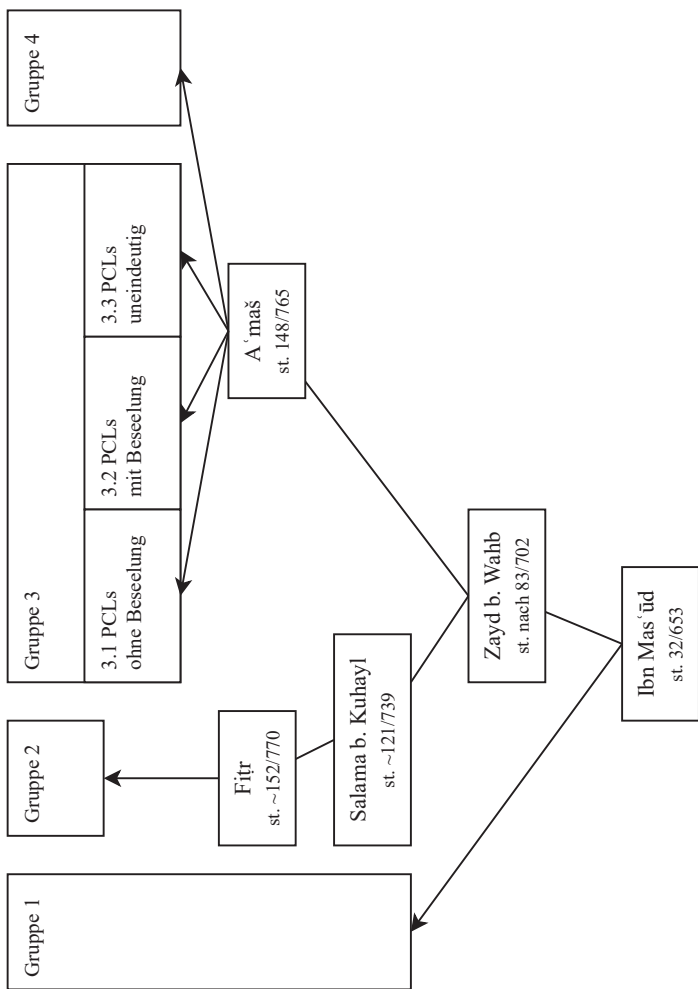 Gruppe 1
Gruppe 2
Gruppe 3
Gruppe 4
3.1 PCLs
ohne Beseelung
3.2 PCLs
mit Beseelung
3.3 PCLs
uneindeutig
Fiṭr
st. ~152/770
Aʿmaš
st. 148/765
Salama b. Kuhayl
st. ~121/739
Zayd b. Wahb
st. nach 83/702
Ibn Masʿūd
st. 32/653